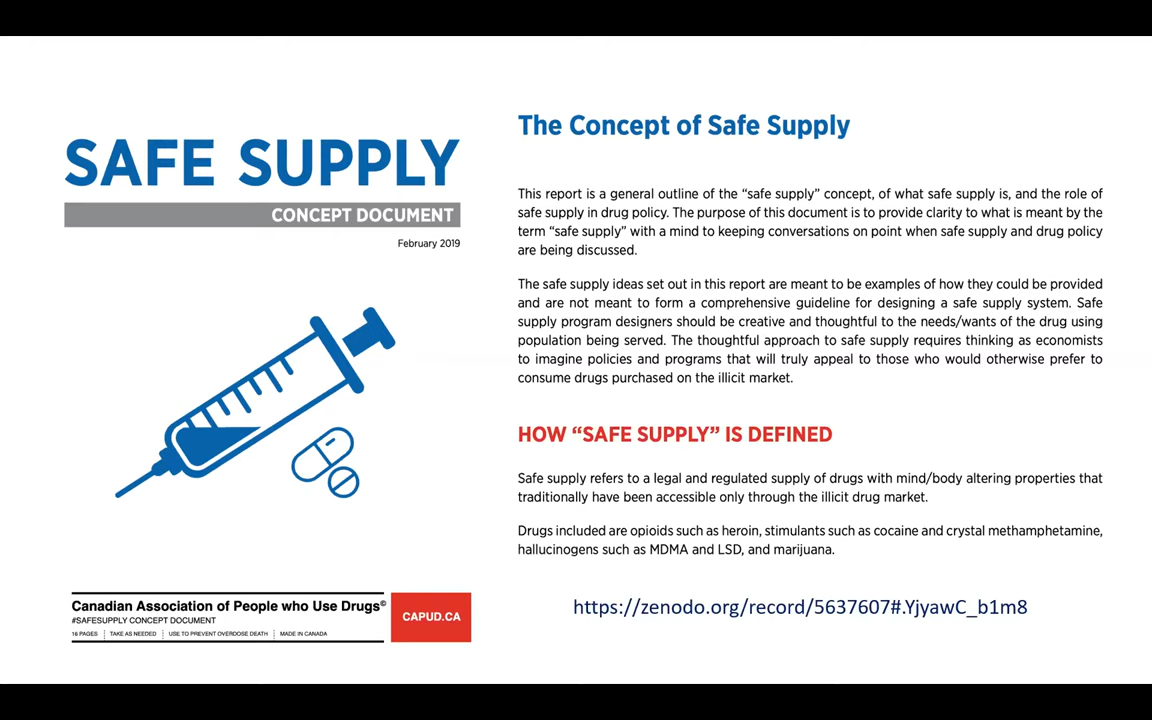 SAFE SUPPLY
CONCEPT DOCUMENT
February 2019
Canadian Association of People who Use Drugs©
#SAFESUPPLY CONCEPT DOCUMENT
16 PAGES
TAKE AS NEEDED
USE TO PREVENT OVERDOSE DEATH
MADE IN CANADA
CAPUD.CA
The Concept of Safe Supply
This report is a general outline of the “safe supply” concept, of what safe supply is, and the role of
safe supply in drug policy. The purpose of this document is to provide clarity to what is meant by the
term “safe supply” with a mind to keeping conversations on point when safe supply and drug policy
are being discussed.
The safe supply ideas set out in this report are meant to be examples of how they could be provided
and are not meant to form a comprehensive guideline for designing a safe supply system. Safe
supply program designers should be creative and thoughtful to the needs/wants of the drug using
population being served. The thoughtful approach to safe supply requires thinking as economists
to imagine policies and programs that will truly appeal to those who would otherwise prefer to
consume drugs purchased on the illicit market.
HOW “SAFE SUPPLY” IS DEFINED
Safe supply refers to a legal and regulated supply of drugs with mind/body altering properties that
traditionally have been accessible only through the illicit drug market.
Drugs included are opioids such as heroin, stimulants such as cocaine and crystal methamphetamine,
hallucinogens such as MDMA and LSD, and marijuana.
https://zenodo.org/record/5637607#.YjyawC_b1m8